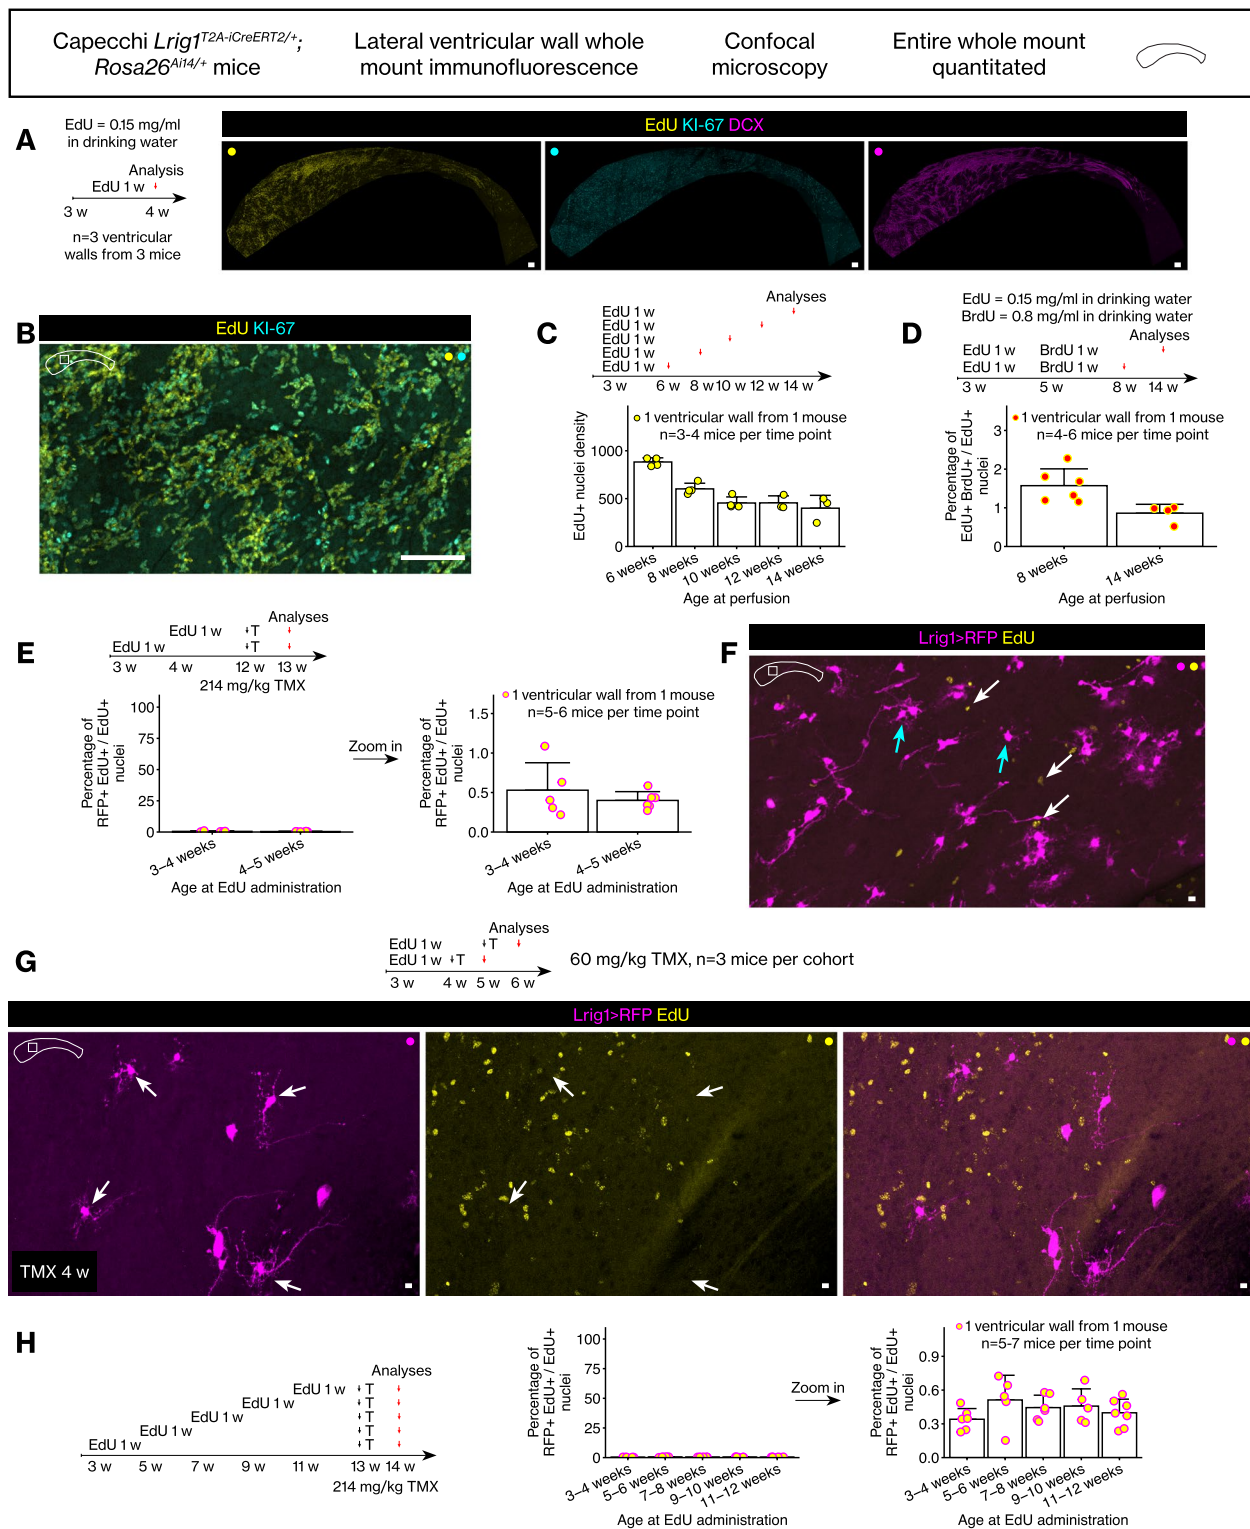 Capecchi Lrig1T2A-iCreERT2/+;
Rosa26Ai14/+ mice
Lateral ventricular wall whole
mount immunofluorescence
Confocal
microscopy
Entire whole mount
quantitated
A
EdU = 0.15 mg/ml
in drinking water
Analysis
EdU 1 w
3 w 4 w
n=3 ventricular
walls from 3 mice
EdU KI-67 DCX
B
EdU KI-67
C
Analyses
EdU 1 w
EdU 1 w
EdU 1 w
EdU 1 w
EdU 1 w
3 w 6 w 8 w 10 w 12 w 14 w
1 ventricular wall from 1 mouse
n=3-4 mice per time point
EdU+ nuclei density
1000
500
0
6 weeks 8 weeks 10 weeks 12 weeks 14 weeks
Age at perfusion
D
EdU = 0.15 mg/ml in drinking water
BrdU = 0.8 mg/ml in drinking water
Analyses
EdU 1 w BrdU 1 w
EdU 1 w BrdU 1 w
3 w 5 w 8 w 14 w
1 ventricular wall from 1 mouse
n=4-6 mice per time point
Percentage of
EdU+ BrdU+ / EdU+
nuclei
3
2
1
0
8 weeks 14 weeks
Age at perfusion
E
Analyses
EdU 1 w T
EdU 1 w T
3 w 4 w 12 w 13 w
214 mg/kg TMX
Percentage of
RFP+ EdU+ / EdU+
nuclei
100
75
50
25
0
3–4 weeks 4–5 weeks
Age at EdU administration
Zoom in
1 ventricular wall from 1 mouse
n=5-6 mice per time point
Percentage of
RFP+ EdU+ / EdU+
nuclei
1.5
1.0
0.5
0.0
3–4 weeks 4–5 weeks
Age at EdU administration
F
Lrig1>RFP EdU
G
Analyses
EdU 1 w T
EdU 1 w T
3 w 4 w 5 w 6 w
60 mg/kg TMX, n=3 mice per cohort
Lrig1>RFP EdU
TMX 4 w
H
Analyses
EdU 1 w T
EdU 1 w T
EdU 1 w T
EdU 1 w T
EdU 1 w T
3 w 5 w 7 w 9 w 11 w 13 w 14 w
214 mg/kg TMX
Percentage of
RFP+ EdU+ / EdU+
nuclei
100
75
50
25
0
3–4 weeks 5–6 weeks 7–8 weeks 9–10 weeks 11–12 weeks
Age at EdU administration
Zoom in
1 ventricular wall from 1 mouse
n=5-7 mice per time point
Percentage of
RFP+ EdU+ / EdU+
nuclei
0.9
0.6
0.3
0.0
3–4 weeks 5–6 weeks 7–8 weeks 9–10 weeks 11–12 weeks
Age at EdU administration